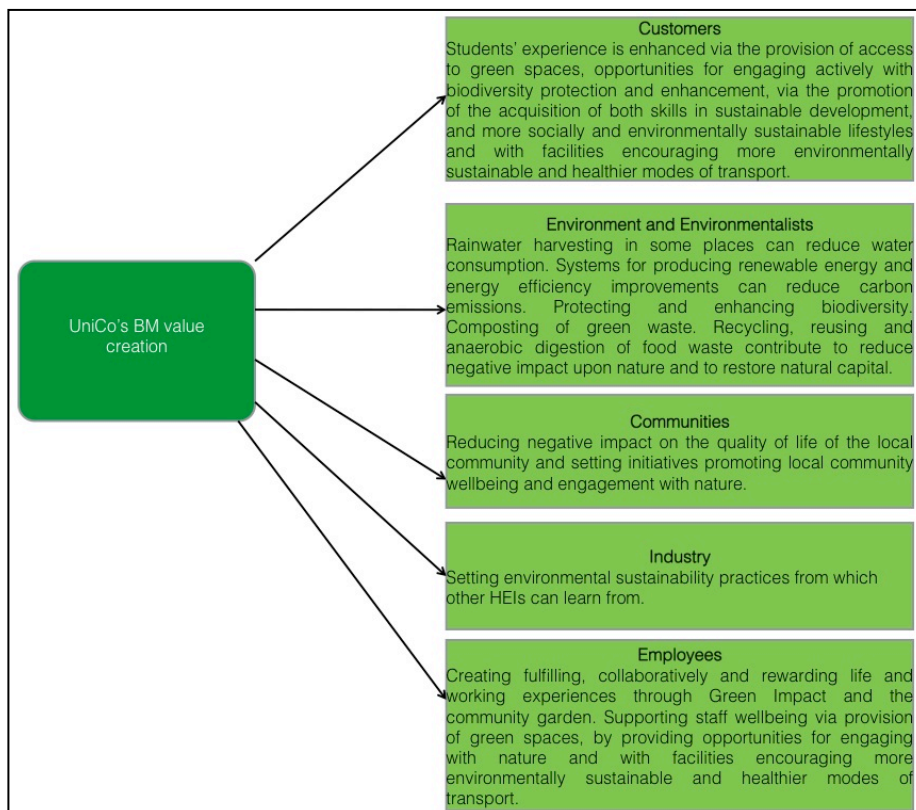 Customers
Students' experience is enhanced via the provision of access
to green spaces, opportunities for engaging actively with
biodiversity protection and enhancement, via the promotion
of the acquisition of both skills in sustainable development,
and more socially and environmentally sustainable lifestyles
and with facilities encouraging more environmentally
sustainable and healthier modes of transport.
Environment and Environmentalists
Rainwater harvesting in some places can reduce water
consumption. Systems for producing renewable energy and
energy efficiency improvements can reduce carbon
emissions. Protecting and enhancing biodiversity.
Composting of green waste. Recycling, reusing and
anaerobic digestion of food waste contribute to reduce
negative impact upon nature and to restore natural capital.
UniCo's BM value
creation
Communities
Reducing negative impact on the quality of life of the local
community and setting initiatives promoting local community
wellbeing and engagement with nature.
Industry
Setting environmental sustainability practices from which
other HEIs can learn from.
Employees
Creating fulfilling, collaboratively and rewarding life and
working experiences through Green Impact and the
community garden. Supporting staff wellbeing via provision
of green spaces, by providing opportunities for engaging
with nature and with facilities encouraging more
environmentally sustainable and healthier modes of
transport.